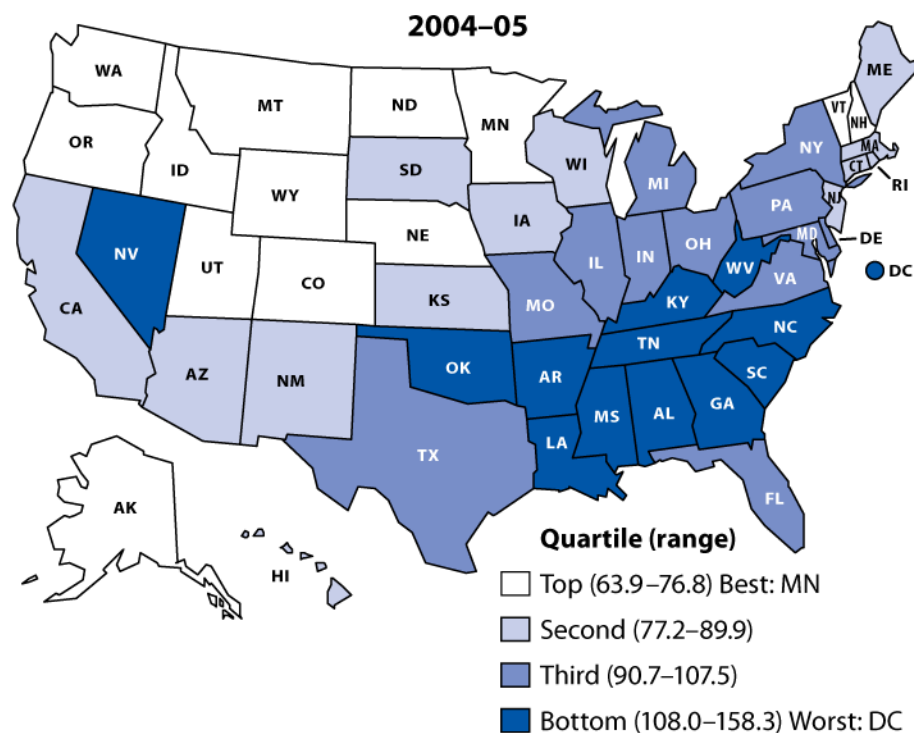 2004–05
WA
MT
ND
MN
ME
VT
NH
OR
ID
SD
WI
NY
MA
CT
RI
WY
MI
IA
PA
NJ
NE
NV
OH
MD
DE
UT
IL
IN
WV
DC
CO
CA
KS
MO
VA
KY
NC
TN
AZ
NM
OK
AR
SC
MS
AL
GA
LA
TX
FL
AK
HI
Quartile (range)
Top (63.9–76.8) Best: MN
Second (77.2–89.9)
Third (90.7–107.5)
Bottom (108.0–158.3) Worst: DC